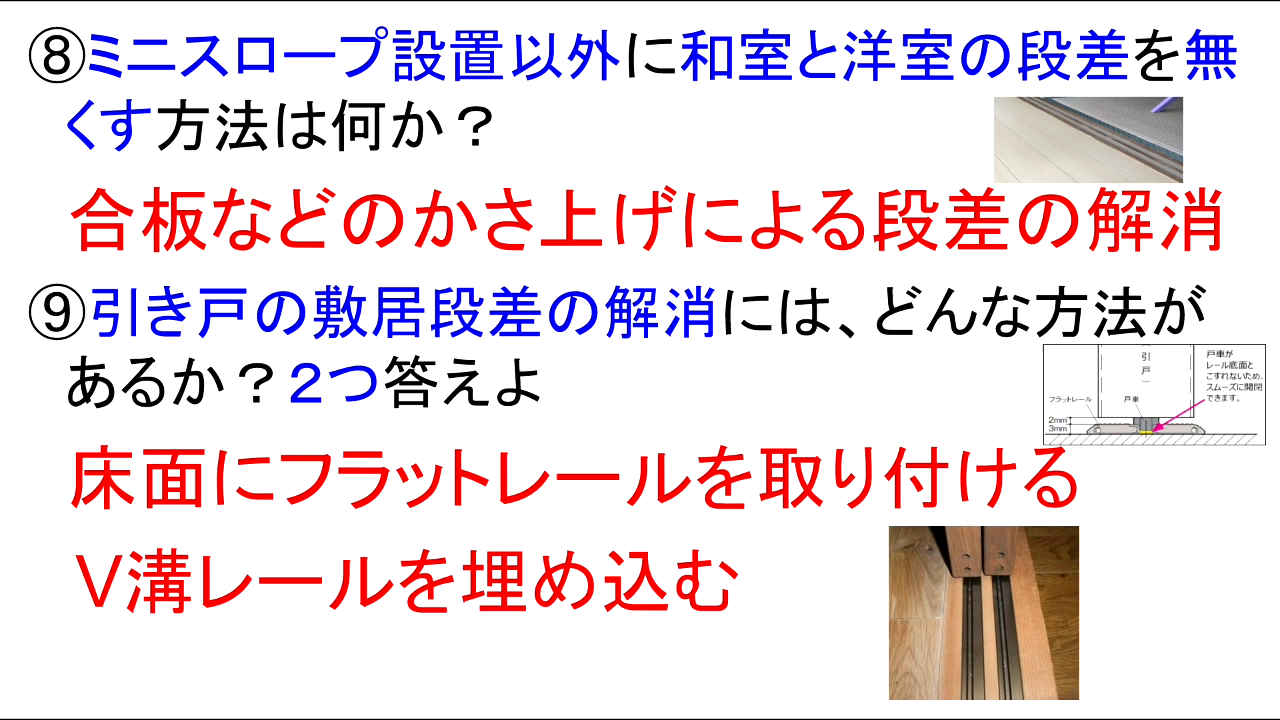 ⑧ミニスロープ設置以外に和室と洋室の段差を無
くす方法は何か？
合板などのかさ上げによる段差の解消
⑨引き戸の敷居段差の解消には、どんな方法が
あるか？２つ答えよ
（引戸）
戸車が
レール底面と
こすれないため、
スムーズに開閉
できます。
フラットレール
戸車
2mm
3mm
床面にフラットレールを取り付ける
V溝レールを埋め込む